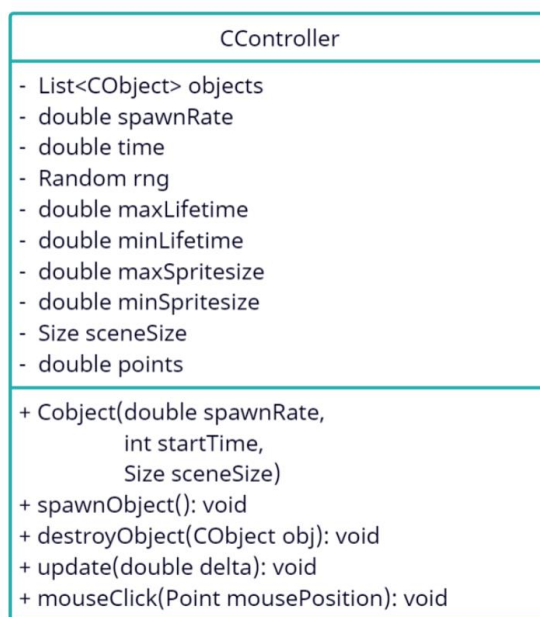 CController
- List<CObject> objects
- double spawnRate
- double time
- Random rng
- double maxLifetime
- double minLifetime
- double maxSpritesize
- double minSpritesize
- Size sceneSize
- double points
+ Cobject(double spawnRate,
int startTime,
Size sceneSize)
+ spawnObject(): void
+ destroyObject(CObject obj): void
+ update(double delta): void
+ mouseClick(Point mousePosition): void